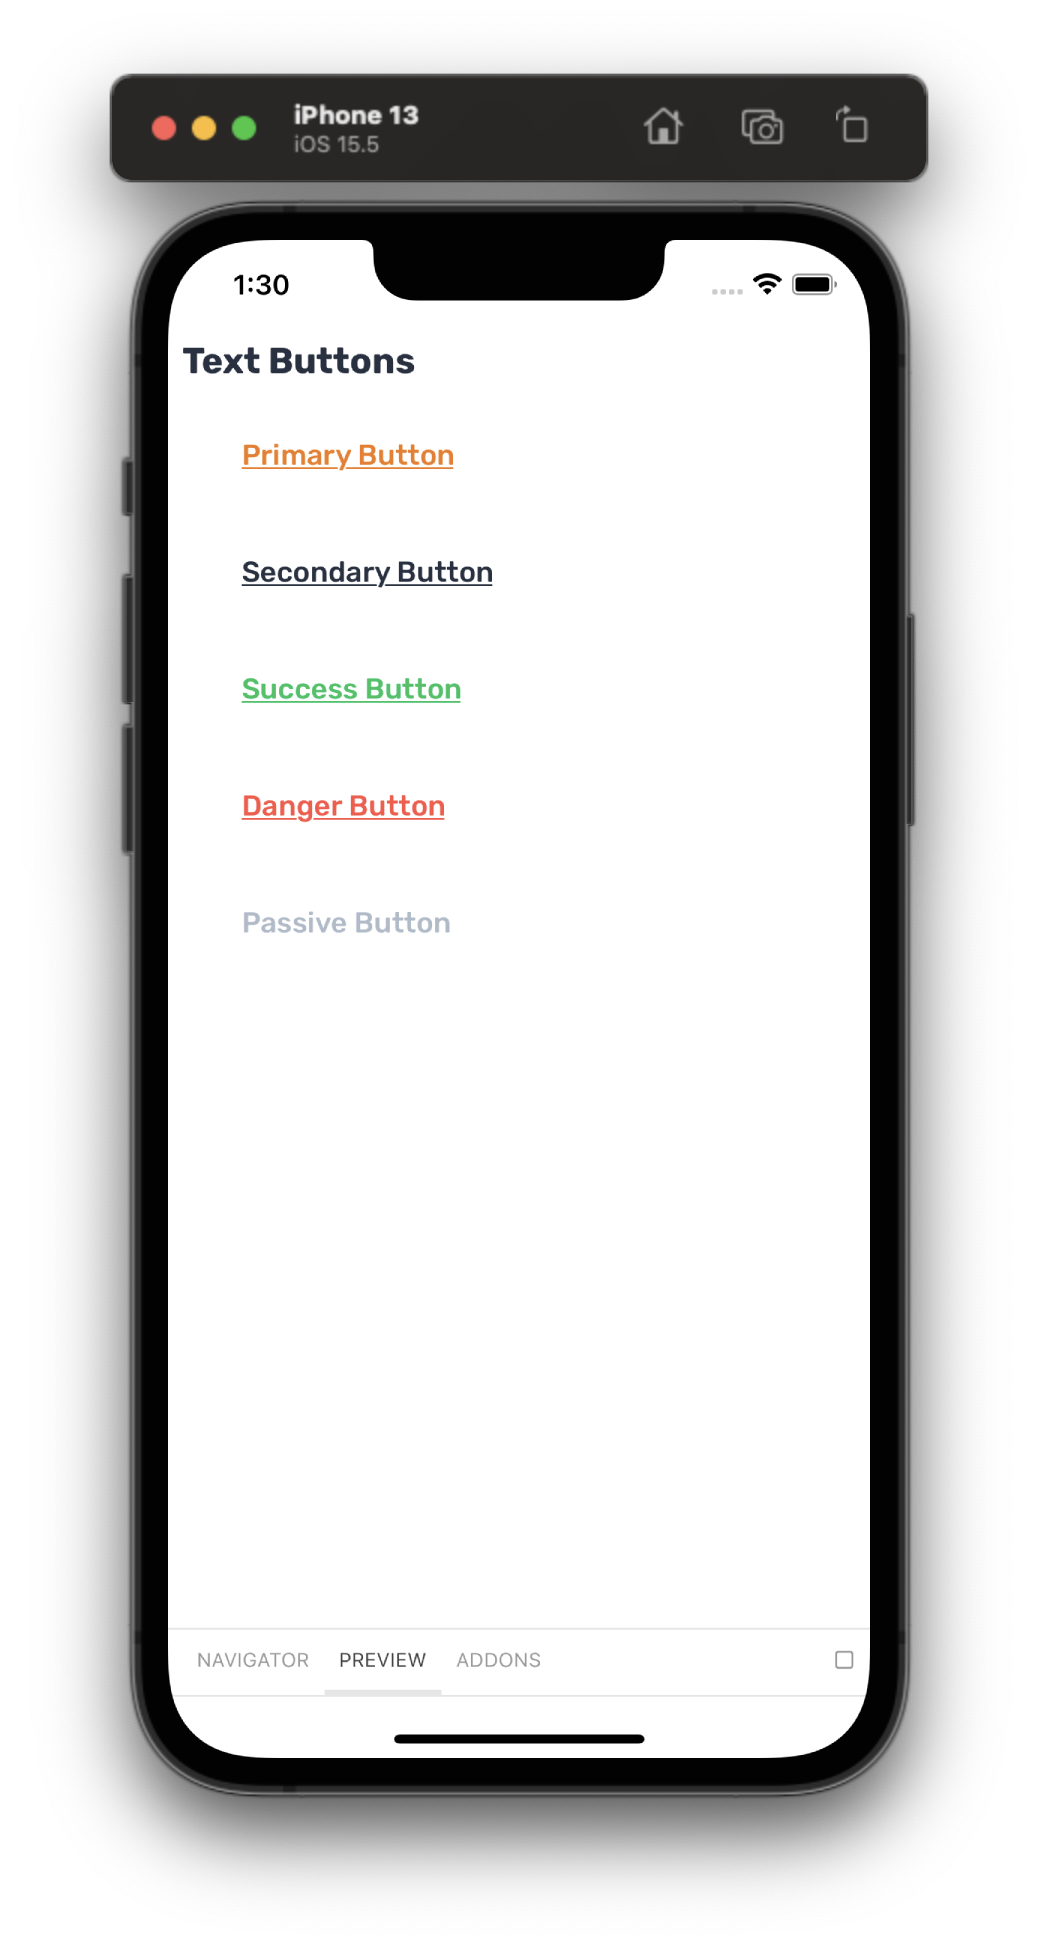 iPhone 13
iOS 15.5
1:30
Text Buttons
Primary Button
Secondary Button
Success Button
Danger Button
Passive Button
NAVIGATOR PREVIEW ADDONS